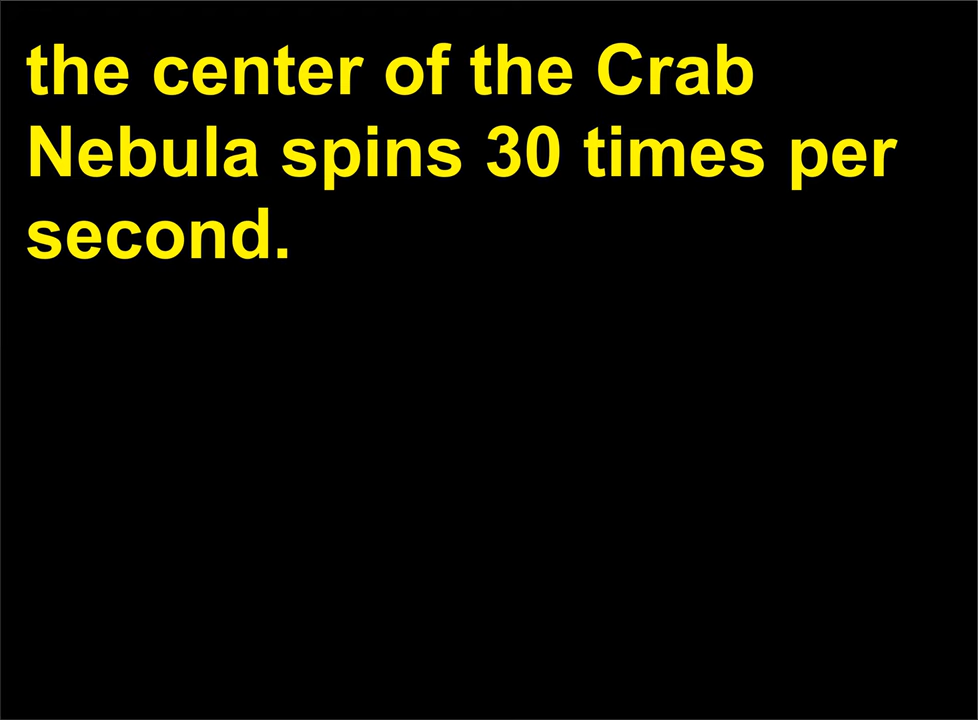 the center of the Crab
Nebula spins 30 times per
second.